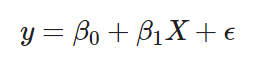 y = β₀ + β₁X + ϵ